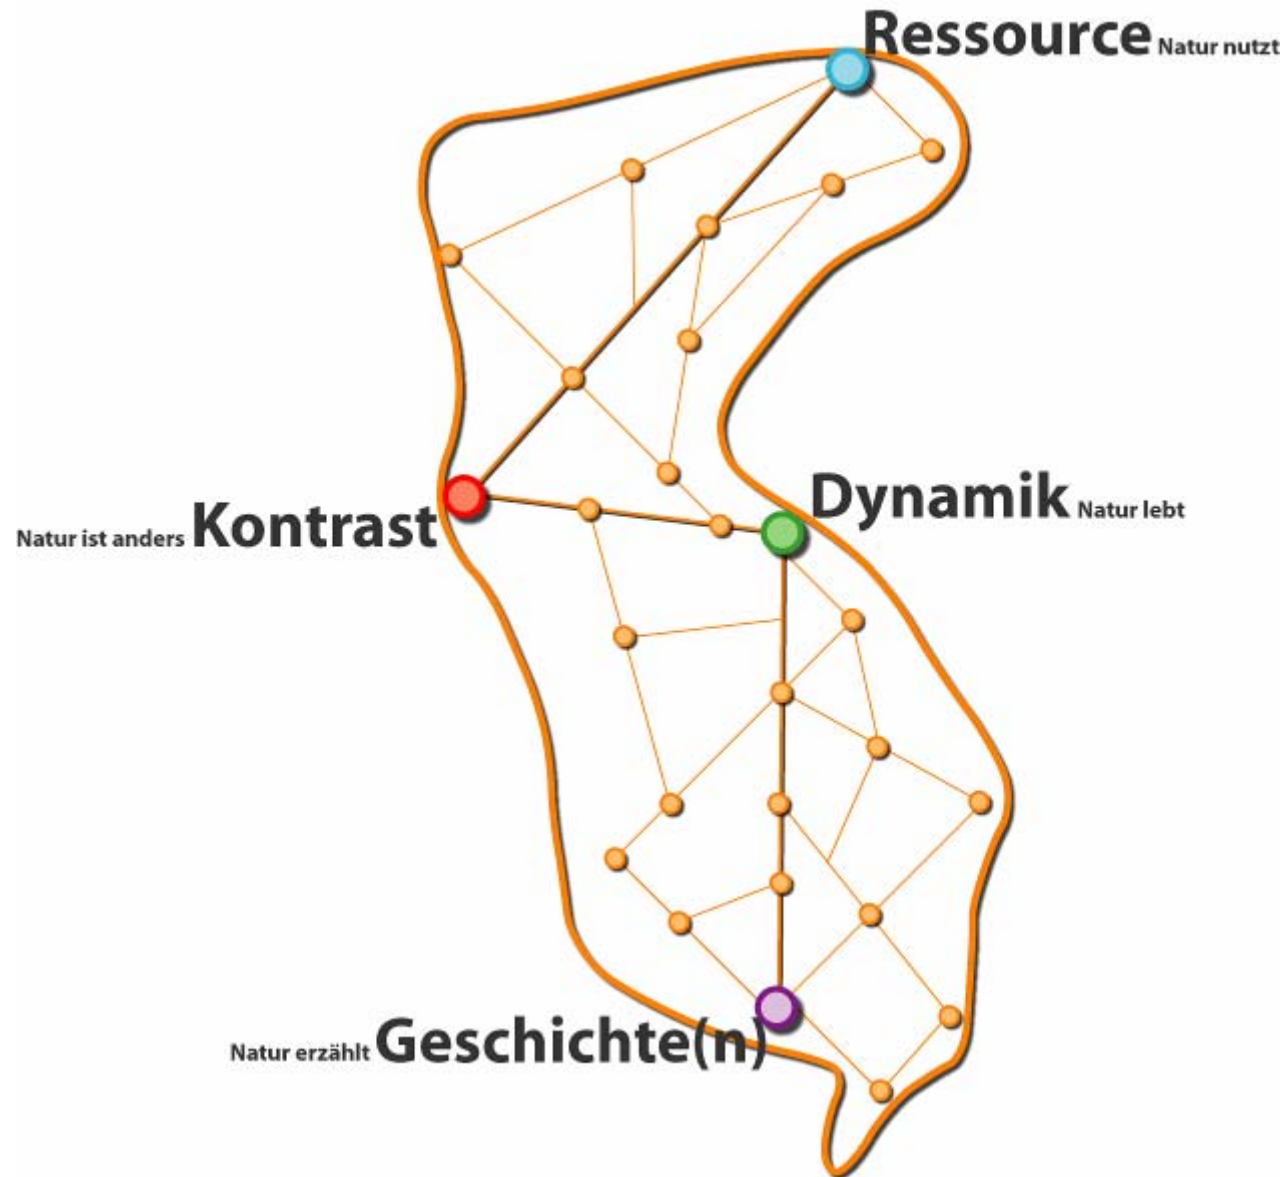 Ressource Natur nutzt
Dynamik Natur lebt
Natur ist anders Kontrast
Natur erzählt Geschichte(n)